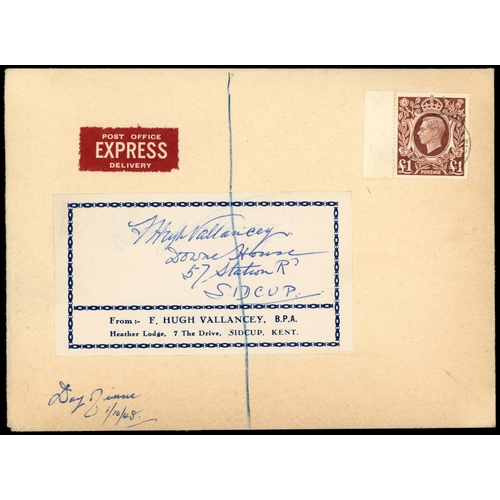 POST OFFICE
EXPRESS
DELIVERY
£1 £1
POSTAGE
F Hugh Vallancey
Downe House
57 Station Rd
SIDCUP.
From:- F. HUGH VALLANCEY, B.P.A.
Heather Lodge, 7 The Drive, SIDCUP, KENT.
Day of issue
1/10/48.